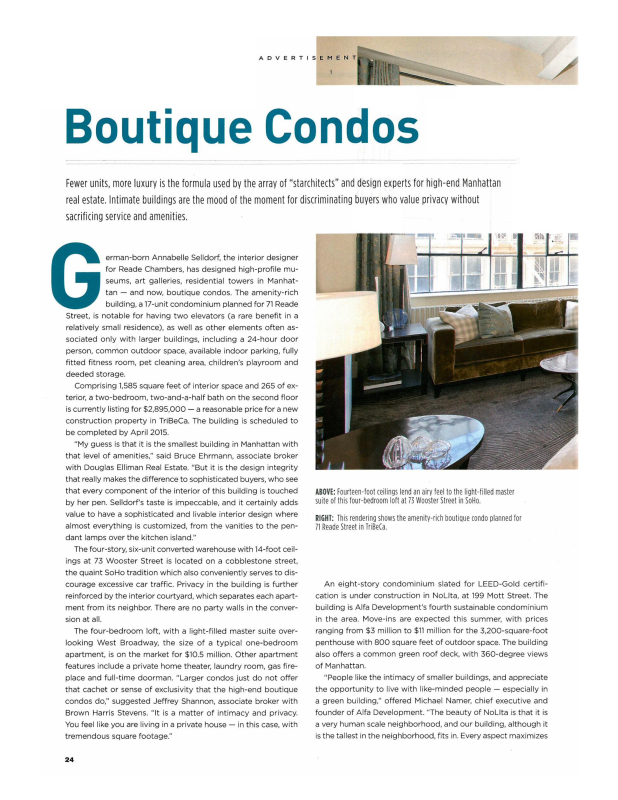 ADVERTISEMENT
Boutique Condos
Fewer units, more luxury is the formula used by the array of "starchitects" and design experts for high-end Manhattan
real estate. Intimate buildings are the mood of the moment for discriminating buyers who value privacy without
sacrificing service and amenities.
German-born Annabelle Selldorf, the interior designer
for Reade Chambers, has designed high-profile mu-
seums, art galleries, residential towers in Manhat-
tan — and now, boutique condos. The amenity-rich
building, a 17-unit condominium planned for 71 Reade
Street, is notable for having two elevators (a rare benefit in a
relatively small residence), as well as other elements often as-
sociated only with larger buildings, including a 24-hour door
person, common outdoor space, available indoor parking, fully
fitted fitness room, pet cleaning area, children's playroom and
deeded storage.
Comprising 1,585 square feet of interior space and 265 of ex-
terior, a two-bedroom, two-and-a-half bath on the second floor
is currently listing for $2,895,000 — a reasonable price for a new
construction property in TriBeCa. The building is scheduled to
be completed by April 2015.
"My guess is that it is the smallest building in Manhattan with
that level of amenities," said Bruce Ehrmann, associate broker
with Douglas Elliman Real Estate. "But it is the design integrity
that really makes the difference to sophisticated buyers, who see
that every component of the interior of this building is touched
by her pen. Selldorf's taste is impeccable, and it certainly adds
value to have a sophisticated and livable interior design where
almost everything is customized, from the vanities to the pen-
dant lamps over the kitchen island."
The four-story, six-unit converted warehouse with 14-foot ceil-
ings at 73 Wooster Street is located on a cobblestone street,
the quaint SoHo tradition which also conveniently serves to dis-
courage excessive car traffic. Privacy in the building is further
reinforced by the interior courtyard, which separates each apart-
ment from its neighbor. There are no party walls in the conver-
sion at all.
The four-bedroom loft, with a light-filled master suite over-
looking West Broadway, the size of a typical one-bedroom
apartment, is on the market for $10.5 million. Other apartment
features include a private home theater, laundry room, gas fire-
place and full-time doorman. "Larger condos just do not offer
that cachet or sense of exclusivity that the high-end boutique
condos do," suggested Jeffrey Shannon, associate broker with
Brown Harris Stevens. "It is a matter of intimacy and privacy.
You feel like you are living in a private house — in this case, with
tremendous square footage."
ABOVE: Fourteen-foot ceilings lend an airy feel to the light-filled master
suite of this four-bedroom loft at 73 Wooster Street in SoHo.
RIGHT: This rendering shows the amenity-rich boutique condo planned for
71 Reade Street in TriBeCa.
An eight-story condominium slated for LEED-Gold certifi-
cation is under construction in NoLIta, at 199 Mott Street. The
building is Alfa Development's fourth sustainable condominium
in the area. Move-ins are expected this summer, with prices
ranging from $3 million to $11 million for the 3,200-square-foot
penthouse with 800 square feet of outdoor space. The building
also offers a common green roof deck, with 360-degree views
of Manhattan.
"People like the intimacy of smaller buildings, and appreciate
the opportunity to live with like-minded people — especially in
a green building," offered Michael Namer, chief executive and
founder of Alfa Development. "The beauty of NoLIta is that it is
a very human scale neighborhood, and our building, although it
is the tallest in the neighborhood, fits in. Every aspect maximizes
24